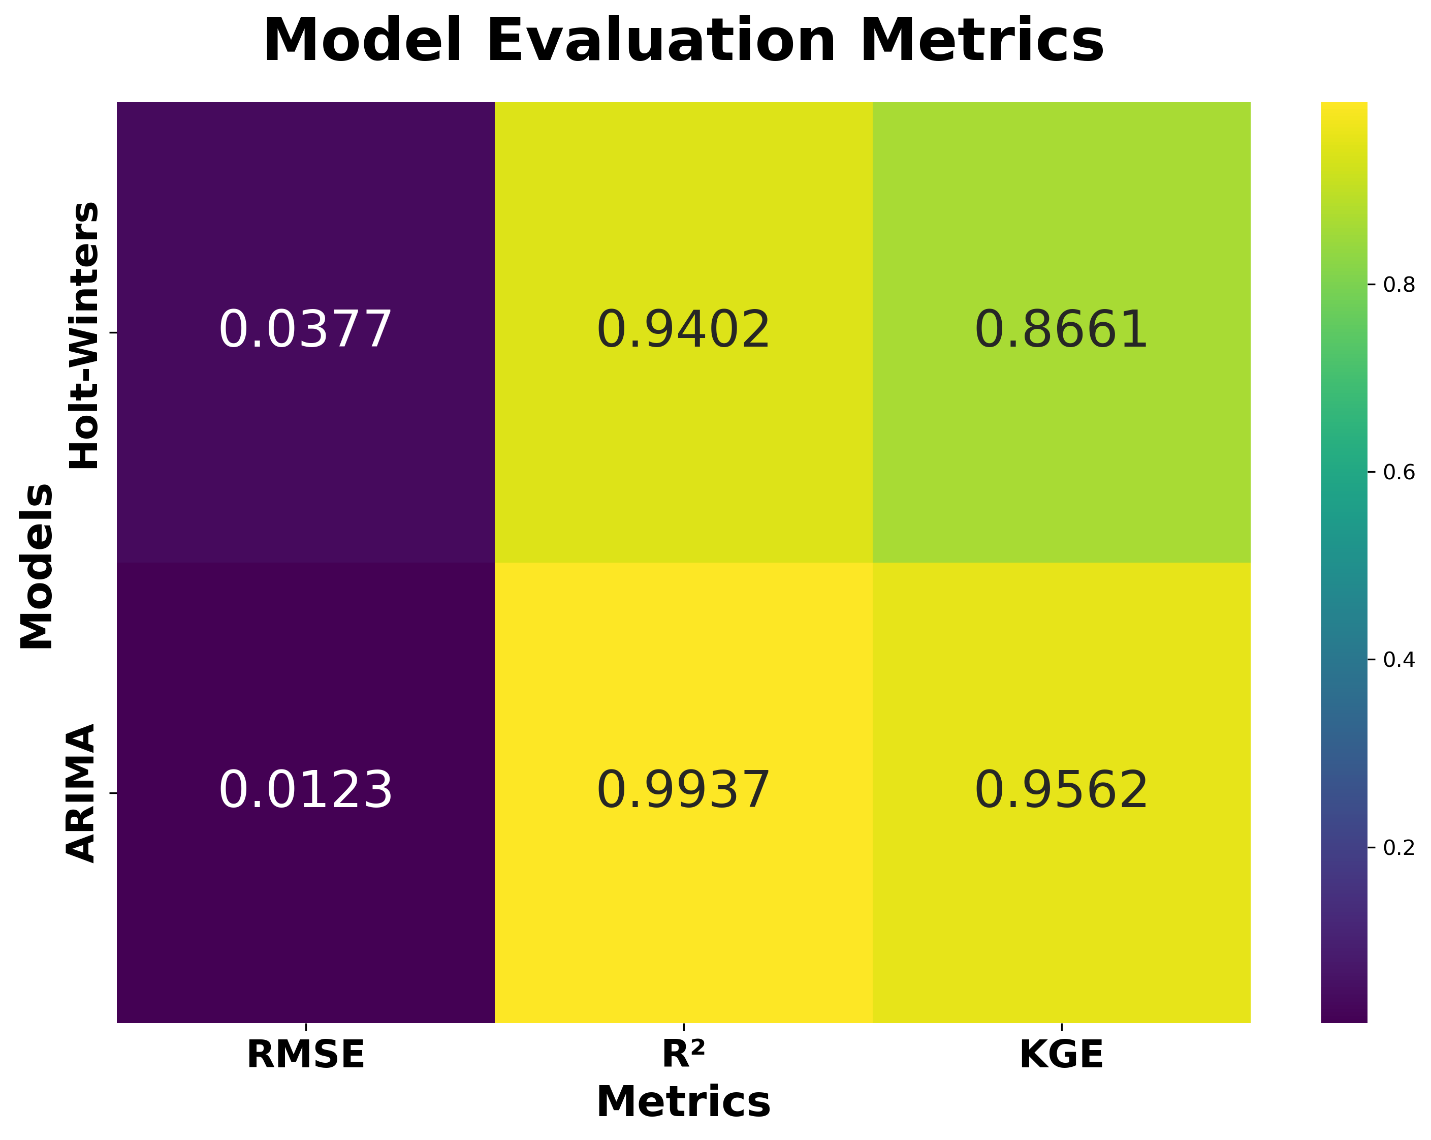 Model Evaluation Metrics
Models
Holt-Winters
0.0377 0.9402 0.8661
ARIMA
0.0123 0.9937 0.9562
RMSE R² KGE
Metrics
0.8
0.6
0.4
0.2